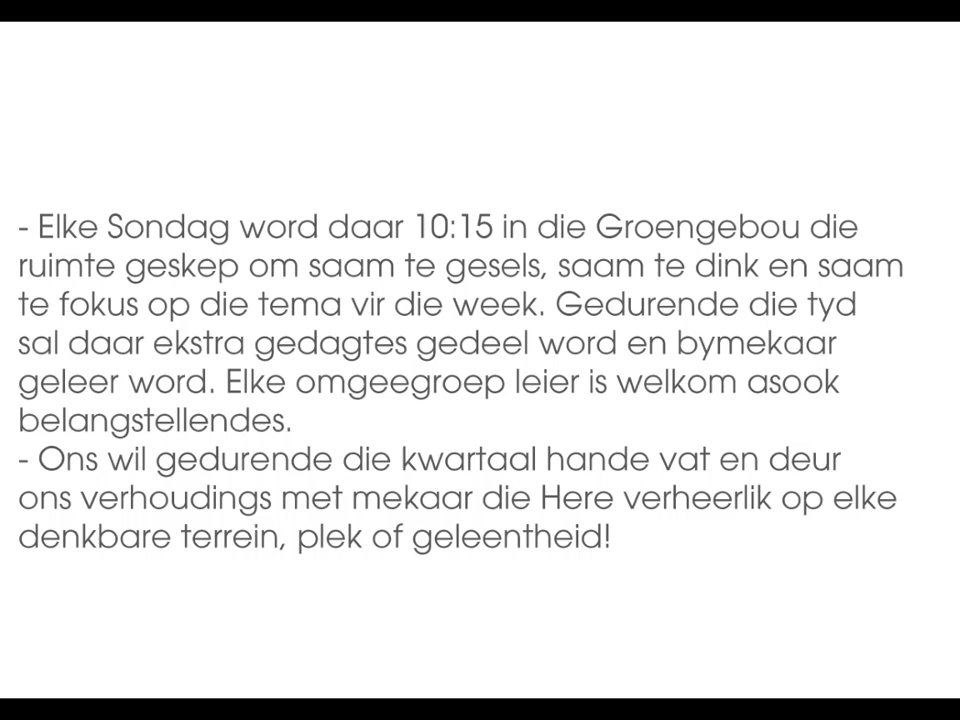 - Elke Sondag word daar 10:15 in die Groengebou die
ruimte geskep om saam te gesels, saam te dink en saam
te fokus op die tema vir die week. Gedurende die tyd
sal daar ekstra gedagtes gedeel word en bymekaar
geleer word. Elke omgeegroep leier is welkom asook
belangstellendes.
- Ons wil gedurende die kwartaal hande vat en deur
ons verhoudings met mekaar die Here verheerlik op elke
denkbare terrein, plek of geleentheid!